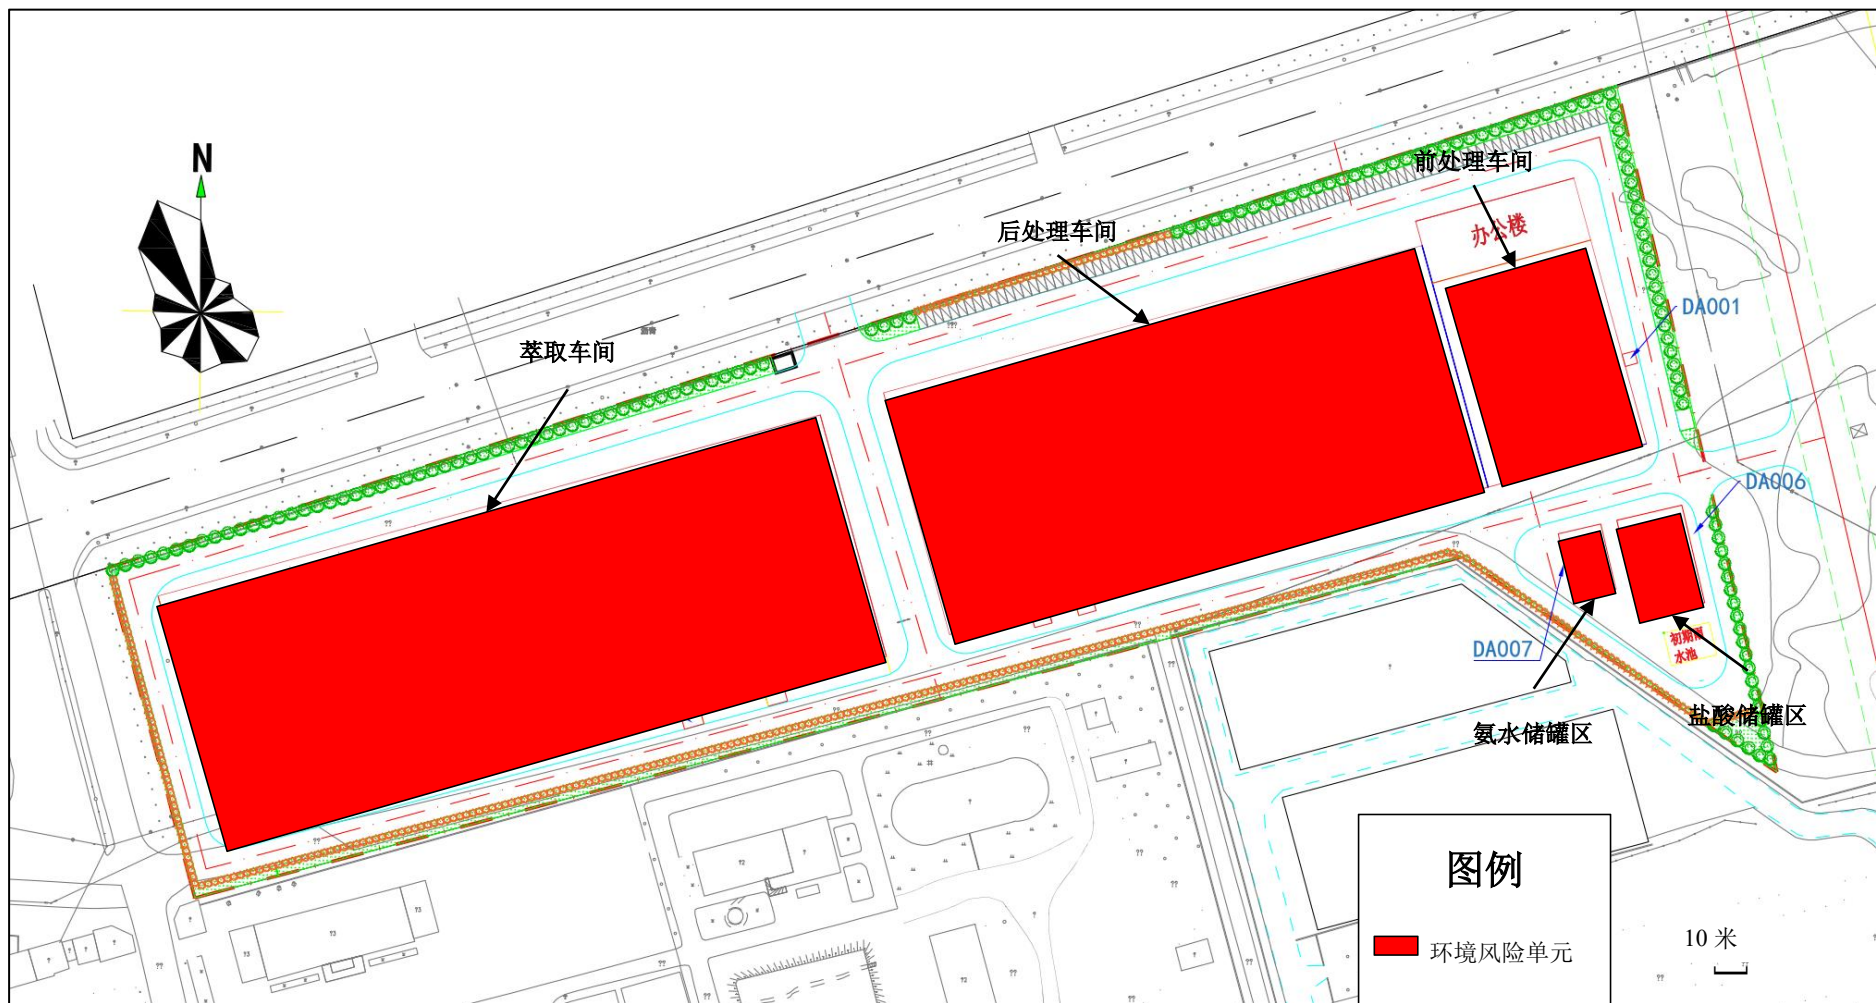 N
前处理车间
后处理车间
办公楼
DA001
萃取车间
DA006
初期雨
水池
DA007
盐酸储罐区
氨水储罐区
图例
环境风险单元
10 米